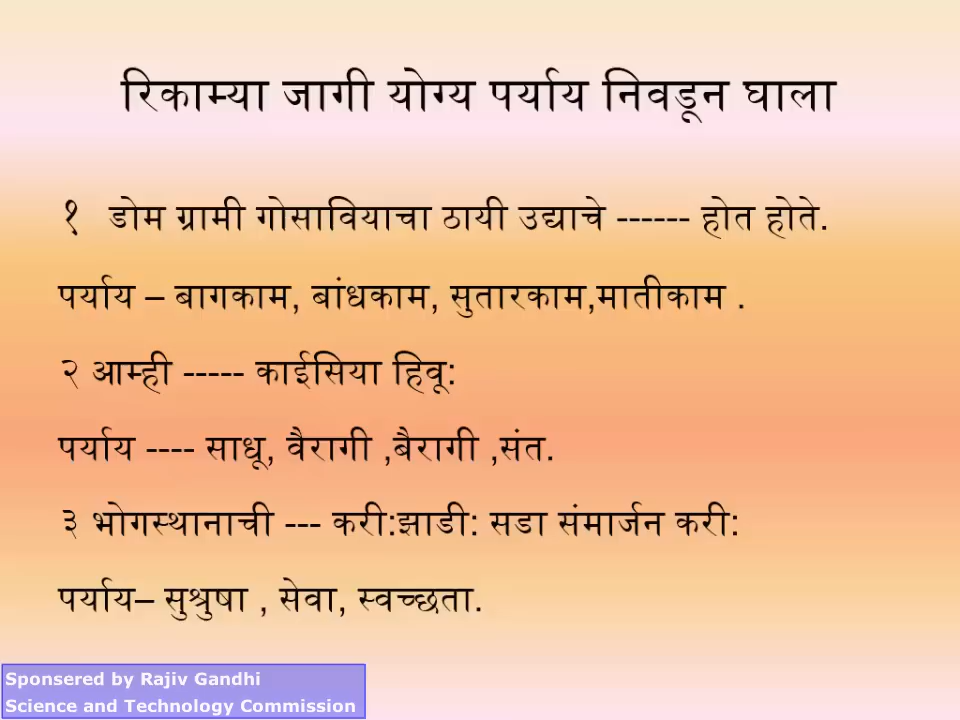 रिकाम्या जागी योग्य पर्याय निवडून घाला
१ डोम ग्रामी गोसावियाचा ठायी उद्याचे ------ होत होते.
पर्याय – बागकाम, बांधकाम, सुतारकाम,मातीकाम .
२ आम्ही ----- काईसिया हिवू:
पर्याय ---- साधू, वैरागी ,बैरागी ,संत.
३ भोगस्थानाची --- करी:झाडी: सडा संमार्जन करी:
पर्याय– सुश्रुषा , सेवा, स्वच्छता.
Sponsered by Rajiv Gandhi
Science and Technology Commission